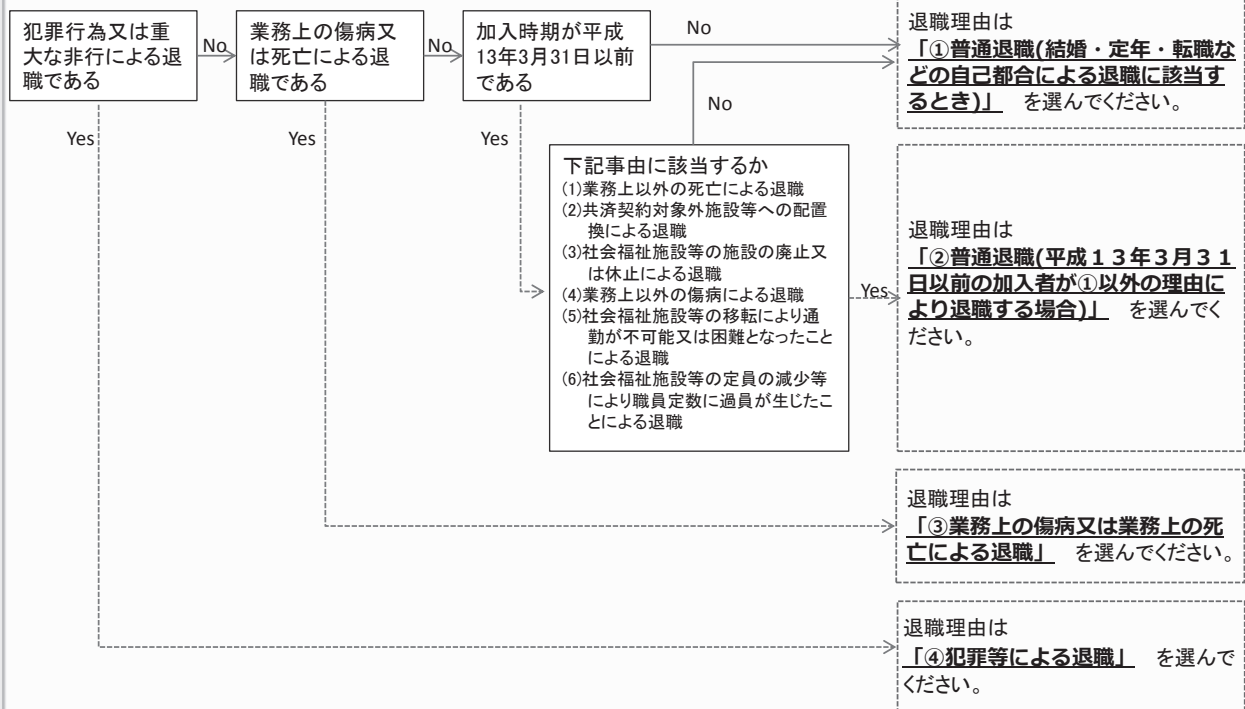 犯罪行為又は重
大な非行による退
職である
No
業務上の傷病又
は死亡による退
職である
No
加入時期が平成
13年3月31日以前
である
No
退職理由は
「①普通退職(結婚・定年・転職な
どの自己都合による退職に該当す
るとき)」 を選んでください。
Yes
Yes
Yes
No
下記事由に該当するか
(1)業務上以外の死亡による退職
(2)共済契約対象外施設等への配置
換による退職
(3)社会福祉施設等の施設の廃止又
は休止による退職
(4)業務上以外の傷病による退職
(5)社会福祉施設等の移転により通
勤が不可能又は困難となったこと
による退職
(6)社会福祉施設等の定員の減少等
により職員定数に過員が生じたこ
とによる退職
Yes
退職理由は
「②普通退職(平成１３年３月３１
日以前の加入者が①以外の理由に
より退職する場合)」 を選んでく
ださい。
退職理由は
「③業務上の傷病又は業務上の死
亡による退職」 を選んでください。
退職理由は
「④犯罪等による退職」 を選んで
ください。